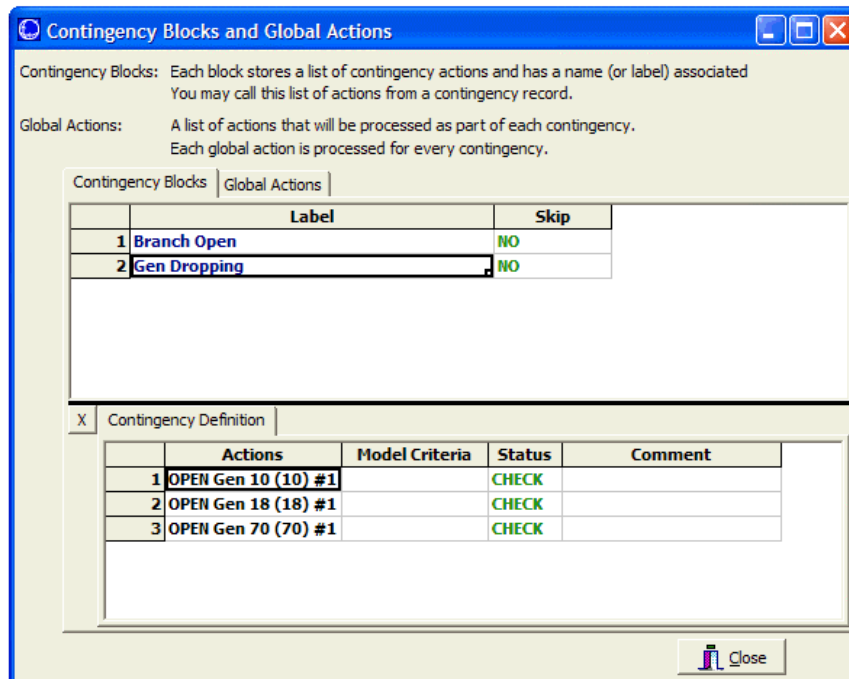 Contingency Blocks and Global Actions
Contingency Blocks: Each block stores a list of contingency actions and has a name (or label) associated
You may call this list of actions from a contingency record.
Global Actions: A list of actions that will be processed as part of each contingency.
Each global action is processed for every contingency.
Contingency Blocks Global Actions
Label Skip
1 Branch Open NO
2 Gen Dropping NO
X Contingency Definition
Actions Model Criteria Status Comment
1 OPEN Gen 10 (10) #1 CHECK
2 OPEN Gen 18 (18) #1 CHECK
3 OPEN Gen 70 (70) #1 CHECK
Close